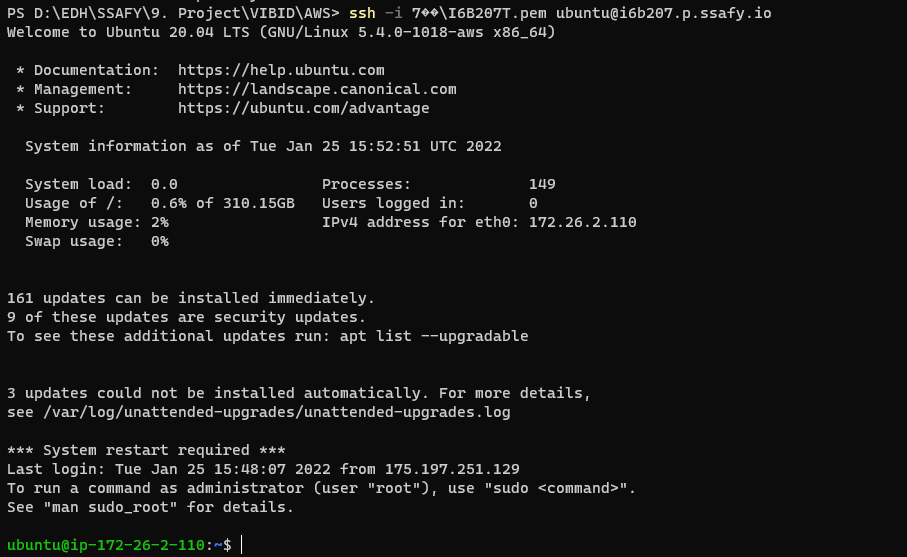 PS D:\EDH\SSAFY\9. Project\VIBID\AWS> ssh -i 7��\I6B207T.pem ubuntu@i6b207.p.ssafy.io
Welcome to Ubuntu 20.04 LTS (GNU/Linux 5.4.0-1018-aws x86_64)
* Documentation:  https://help.ubuntu.com
* Management:     https://landscape.canonical.com
* Support:        https://ubuntu.com/advantage
System information as of Tue Jan 25 15:52:51 UTC 2022
System load:  0.0                Processes:             149
Usage of /:   0.6% of 310.15GB   Users logged in:       0
Memory usage: 2%                 IPv4 address for eth0: 172.26.2.110
Swap usage:   0%
161 updates can be installed immediately.
9 of these updates are security updates.
To see these additional updates run: apt list --upgradable
3 updates could not be installed automatically. For more details,
see /var/log/unattended-upgrades/unattended-upgrades.log
*** System restart required ***
Last login: Tue Jan 25 15:48:07 2022 from 175.197.251.129
To run a command as administrator (user "root"), use "sudo <command>".
See "man sudo_root" for details.
ubuntu@ip-172-26-2-110:~$